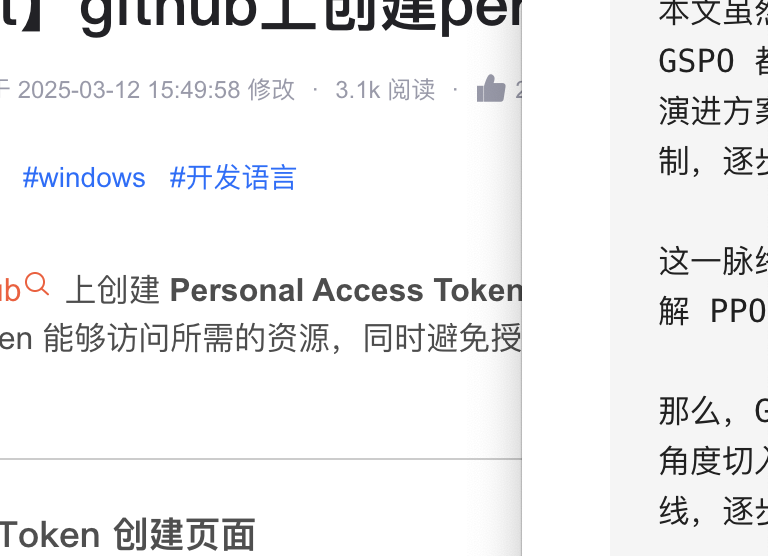 t】github上创建per
于 2025-03-12 15:49:58 修改 · 3.1k 阅读 · 2
#windows #开发语言
ub 上创建 Personal Access Token
en 能够访问所需的资源，同时避免授
Token 创建页面
本文虽然
GSPO 都
演进方案
制，逐步
这一脉络
解 PPO
那么，G
角度切入
线，逐步